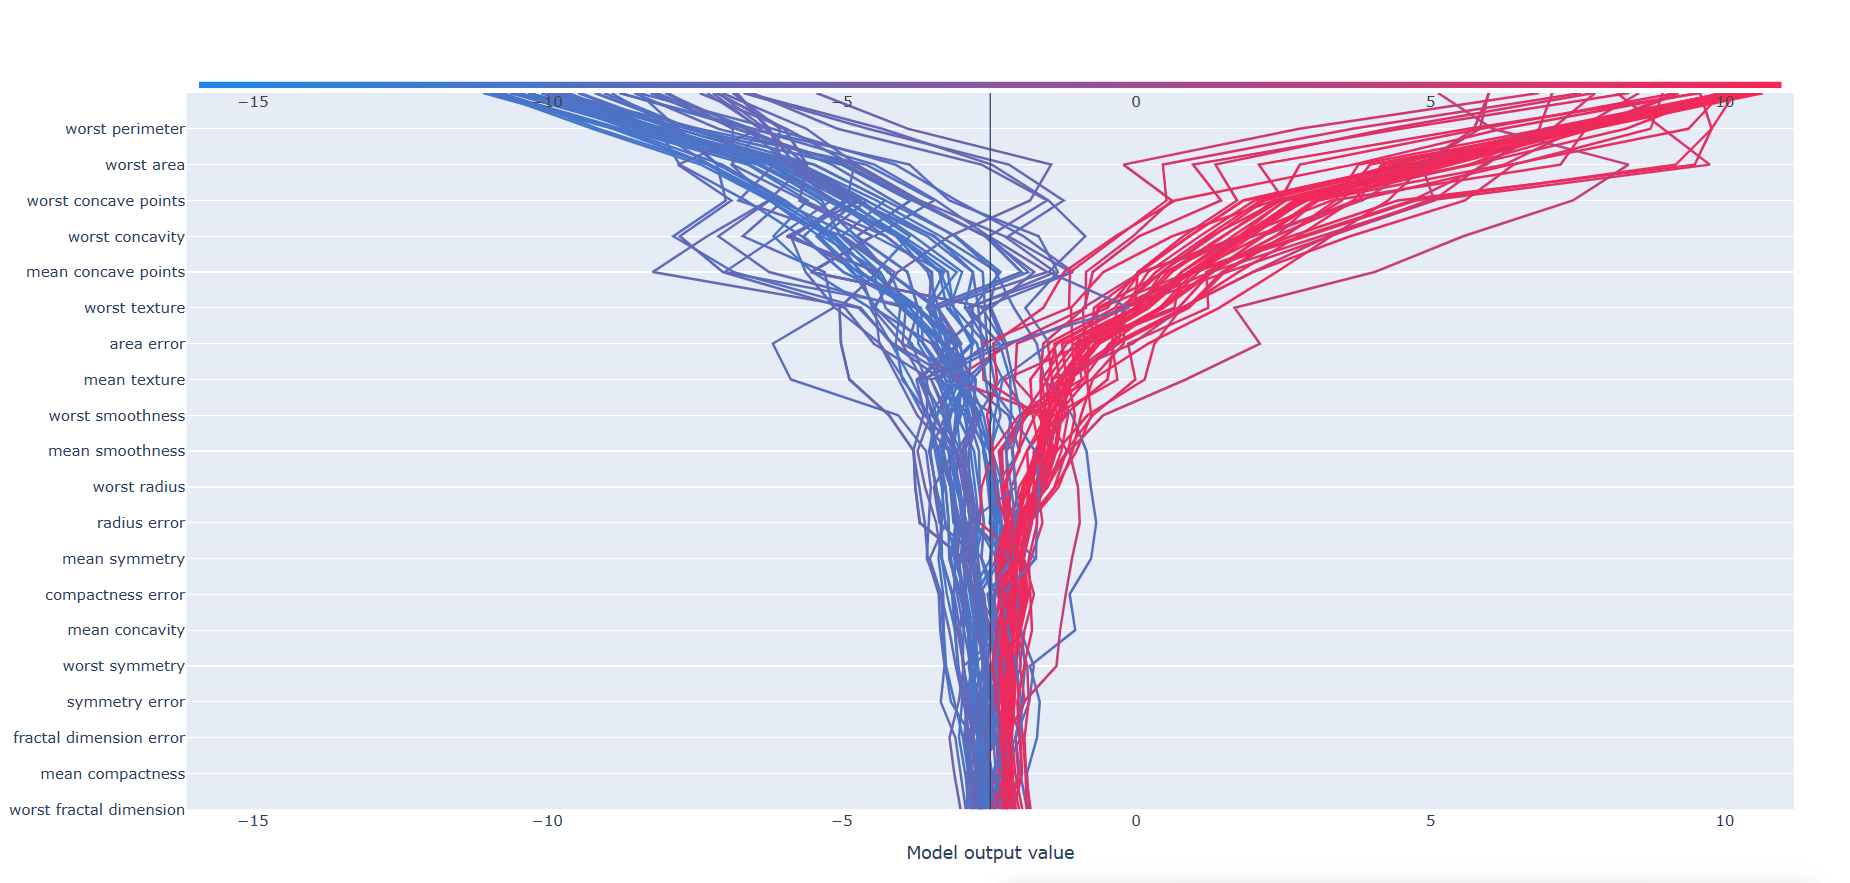 −15 −10 −5 0 5 10
worst perimeter
worst area
worst concave points
worst concavity
mean concave points
worst texture
area error
mean texture
worst smoothness
mean smoothness
worst radius
radius error
mean symmetry
compactness error
mean concavity
worst symmetry
symmetry error
fractal dimension error
mean compactness
worst fractal dimension
−15 −10 −5 0 5 10
Model output value